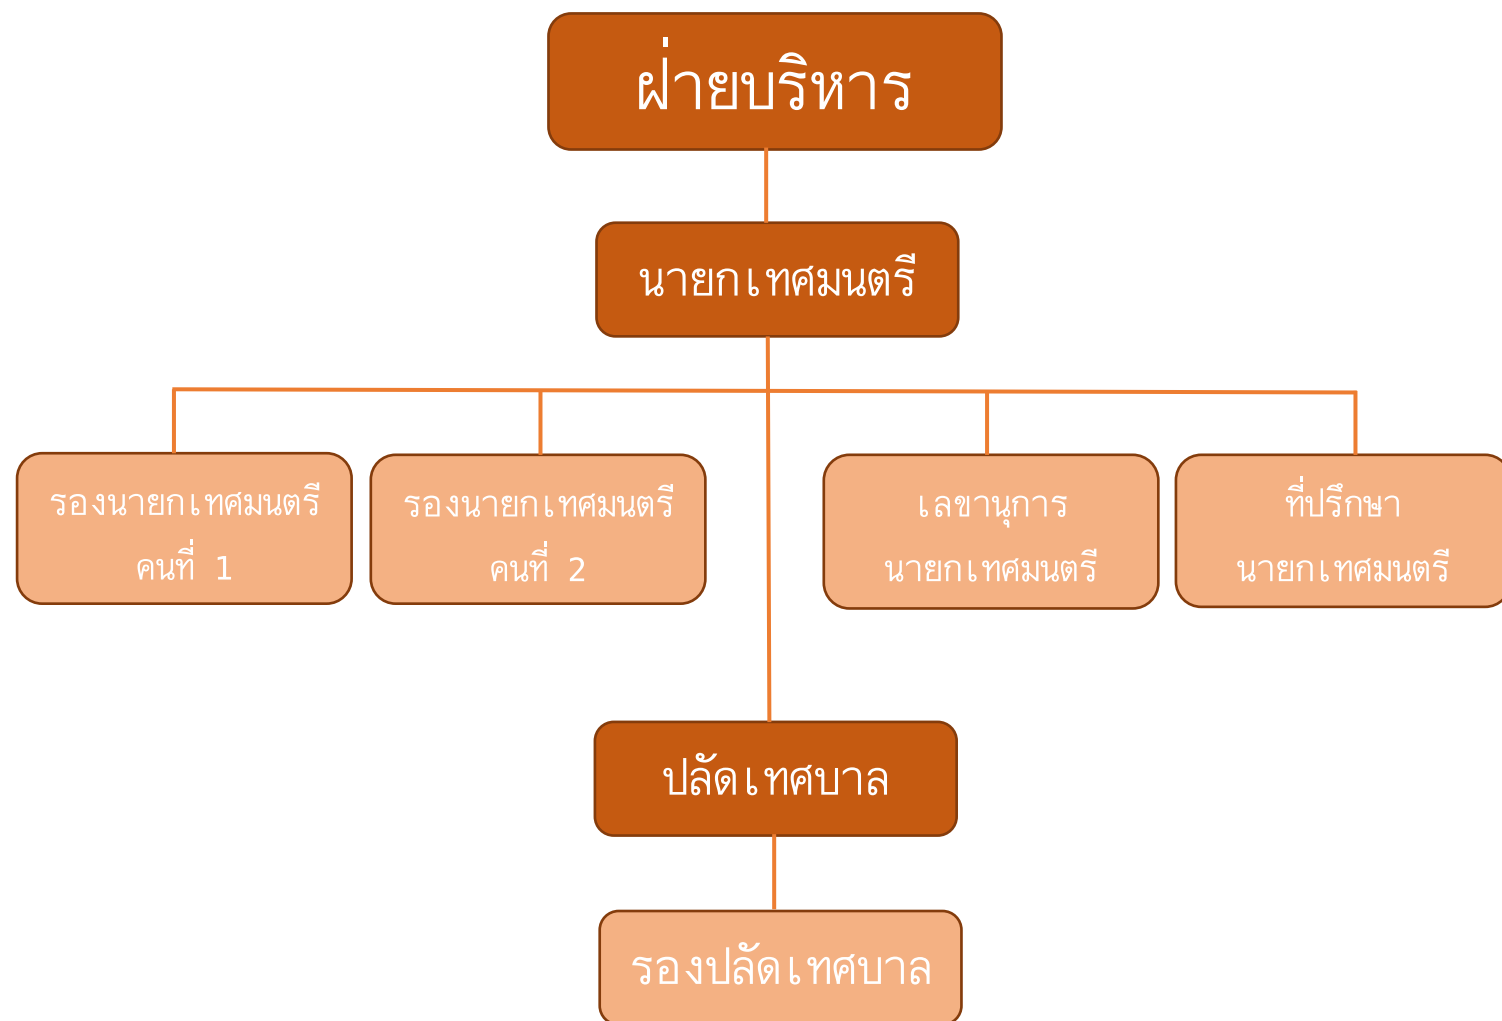 ฝ่ายบริหาร
นายกเทศมนตรี
รองนายกเทศมนตรี
คนที่ 1
รองนายกเทศมนตรี
คนที่ 2
เลขานุการ
นายกเทศมนตรี
ที่ปรึกษา
นายกเทศมนตรี
ปลัดเทศบาล
รองปลัดเทศบาล